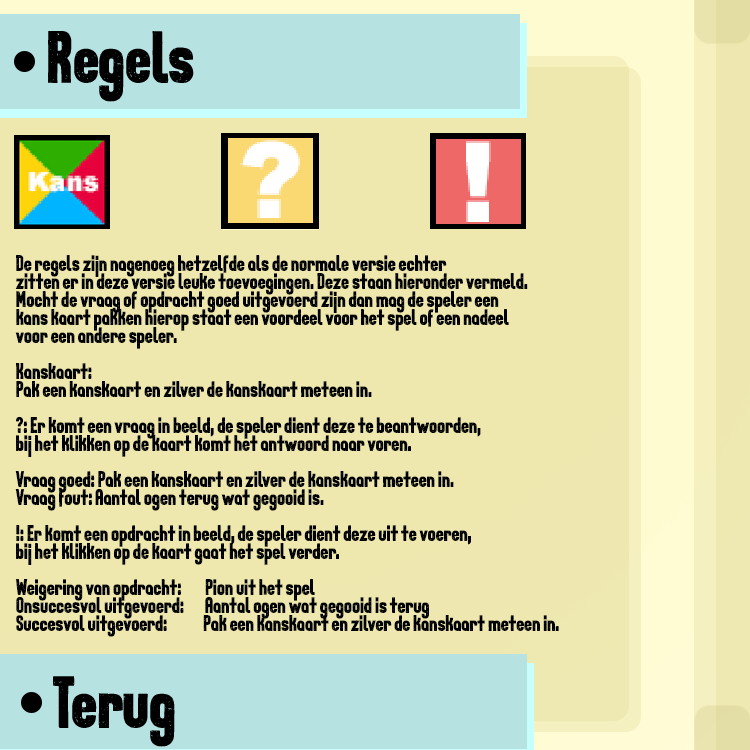 • Regels
Kans ? !
De regels zijn nagenoeg hetzelfde als de normale versie echter
zitten er in deze versie leuke toevoegingen. Deze staan hieronder vermeld.
Mocht de vraag of opdracht goed uitgevoerd zijn dan mag de speler een
kans kaart pakken hierop staat een voordeel voor het spel of een nadeel
voor een andere speler.
Kanskaart:
Pak een kanskaart en zilver de kanskaart meteen in.
?: Er komt een vraag in beeld, de speler dient deze te beantwoorden,
bij het klikken op de kaart komt het antwoord naar voren.
Vraag goed: Pak een kanskaart en zilver de kanskaart meteen in.
Vraag fout: Aantal ogen terug wat gegooid is.
!: Er komt een opdracht in beeld, de speler dient deze uit te voeren,
bij het klikken op de kaart gaat het spel verder.
Weigering van opdracht: Pion uit het spel
Onsuccesvol uitgevoerd: Aantal ogen wat gegooid is terug
Succesvol uitgevoerd: Pak een Kanskaart en zilver de kanskaart meteen in.
• Terug